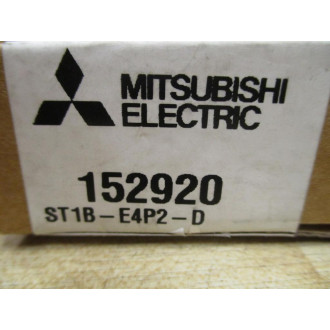 MITSUBISHI
ELECTRIC
152920
ST1B-E4P2-D